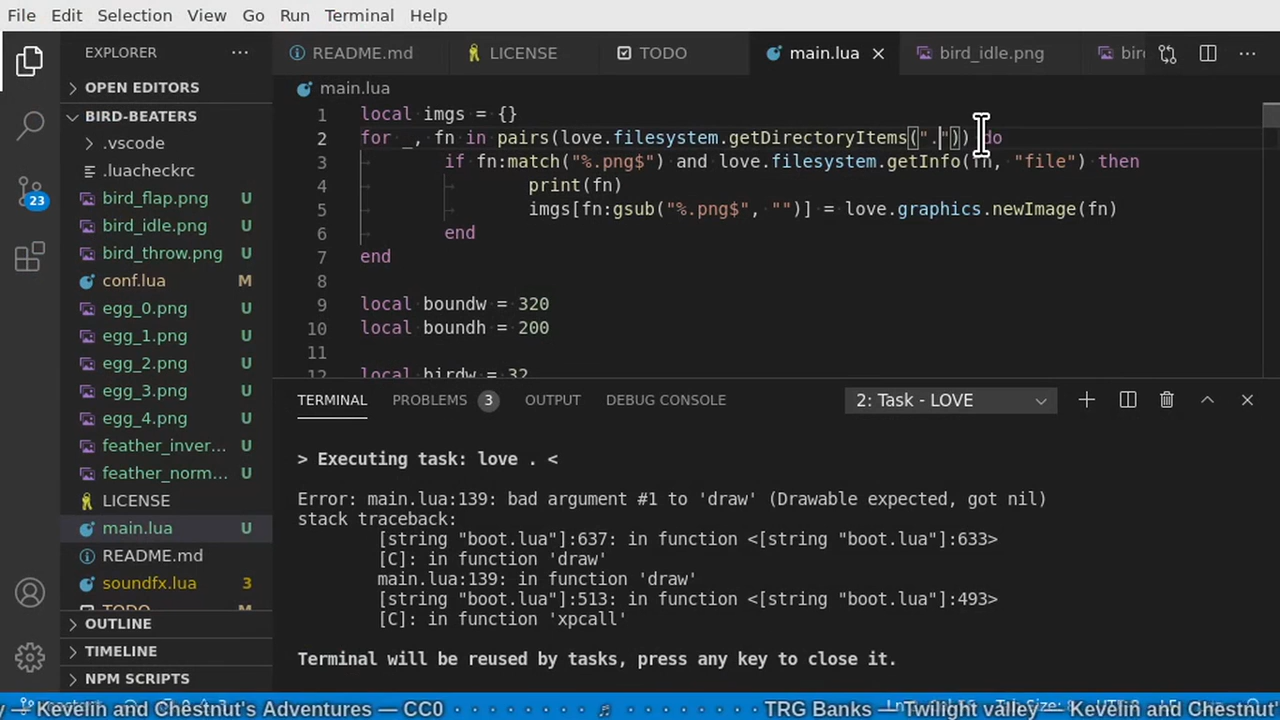 File Edit Selection View Go Run Terminal Help
EXPLORER
README.md LICENSE TODO main.lua bird_idle.png
OPEN EDITORS
main.lua
BIRD-BEATERS
.vscode
.luacheckrc
bird_flap.png
bird_idle.png
bird_throw.png
conf.lua M
egg_0.png U
egg_1.png U
egg_2.png U
egg_3.png U
egg_4.png U
feather_inver... U
feather_norm... U
LICENSE
main.lua U
README.md
soundfx.lua 3
TODO M
OUTLINE
TIMELINE
NPM SCRIPTS
23
1 local imgs = {}
2 for _, fn in pairs(love.filesystem.getDirectoryItems(".")) do
3 if fn:match("%.png$") and love.filesystem.getInfo(fn, "file") then
4 print(fn)
5 imgs[fn:gsub("%.png$", "")] = love.graphics.newImage(fn)
6 end
7 end
8
9 local boundw = 320
10 local boundh = 200
11
12 local birdw = 32
TERMINAL PROBLEMS 3 OUTPUT DEBUG CONSOLE 2: Task - LOVE
> Executing task: love . <
Error: main.lua:139: bad argument #1 to 'draw' (Drawable expected, got nil)
stack traceback:
[string "boot.lua"]:637: in function <[string "boot.lua"]:633>
[C]: in function 'draw'
main.lua:139: in function 'draw'
[string "boot.lua"]:513: in function <[string "boot.lua"]:493>
[C]: in function 'xpcall'
Terminal will be reused by tasks, press any key to close it.
— Kevelin and Chestnut's Adventures — CC0 TRG Banks — Twilight valley — Kevelin and Chestnut'